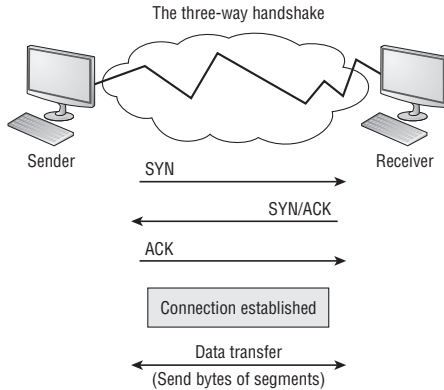 The three-way handshake
Sender
Receiver
SYN
SYN/ACK
ACK
Connection established
Data transfer
(Send bytes of segments)